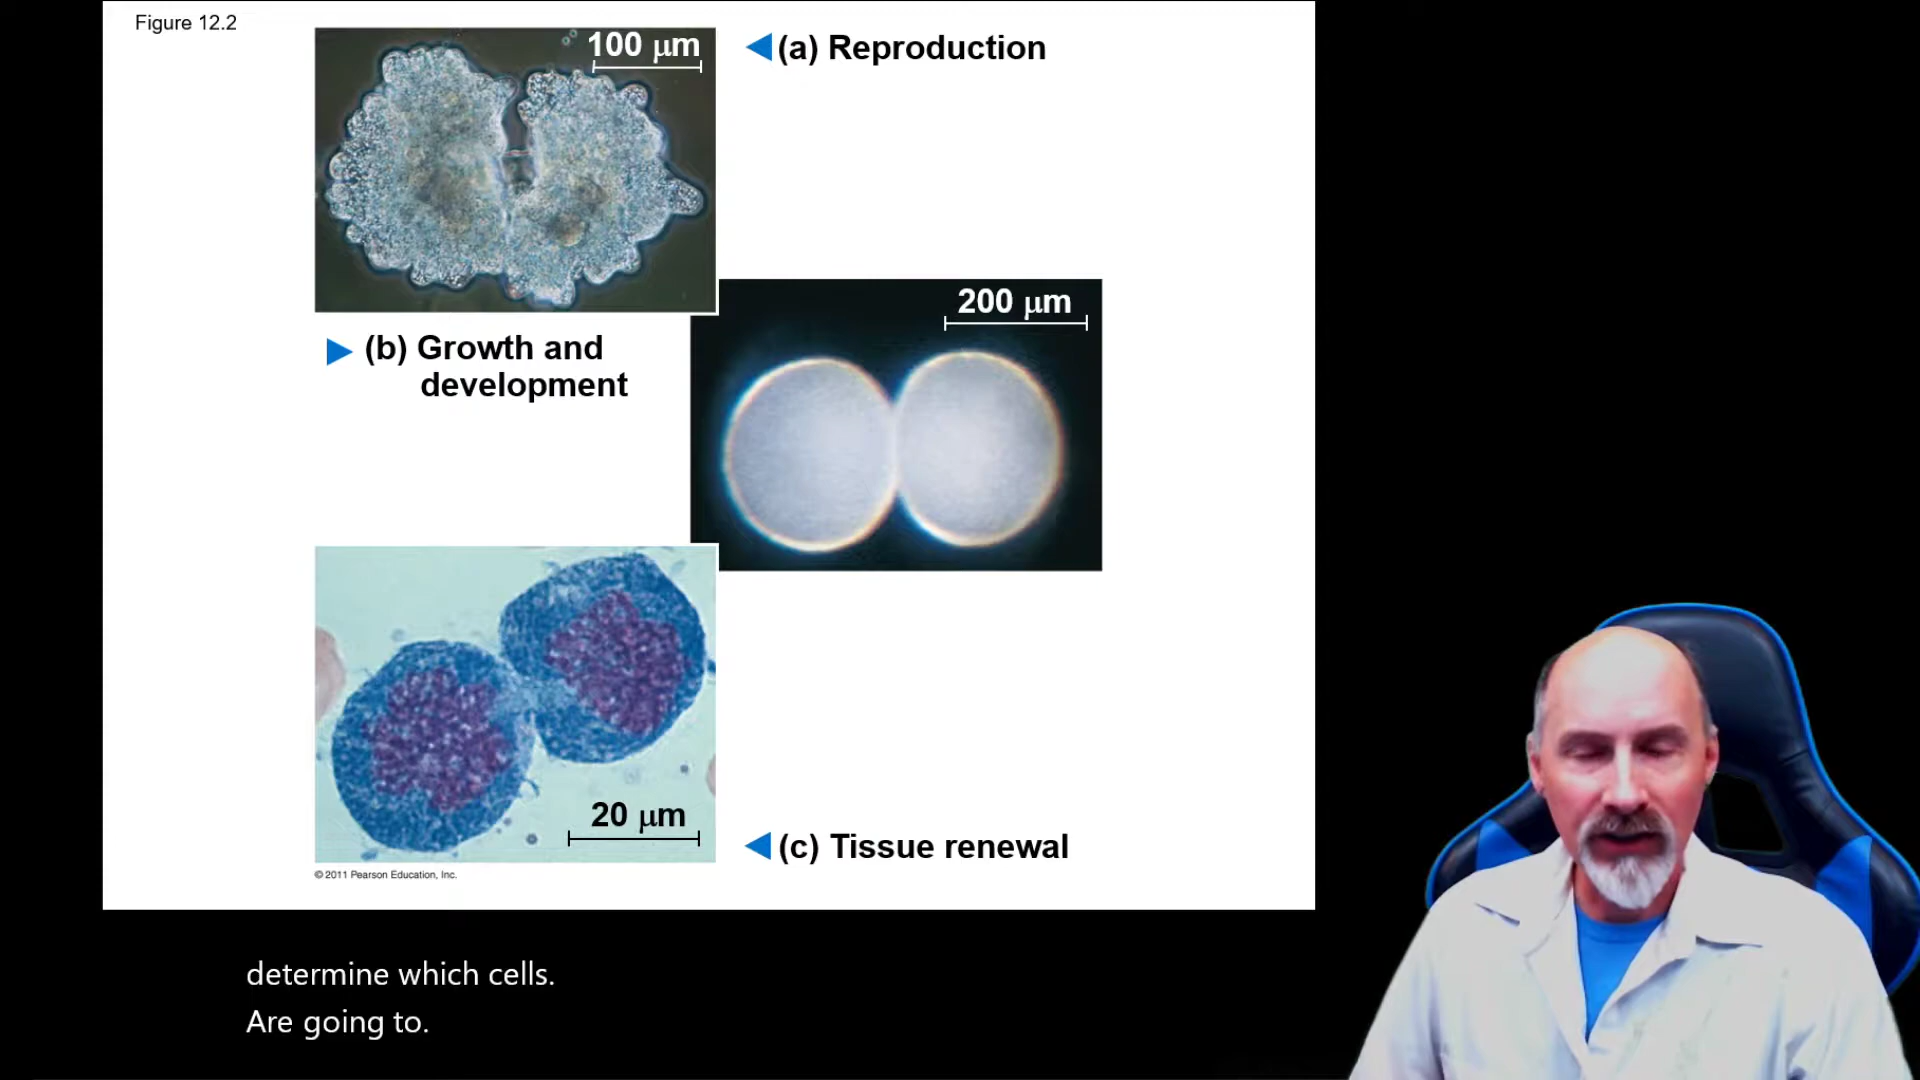 Figure 12.2
100 μm
(a) Reproduction
200 μm
(b) Growth and
development
20 μm
(c) Tissue renewal
© 2011 Pearson Education, Inc.
determine which cells.
Are going to.